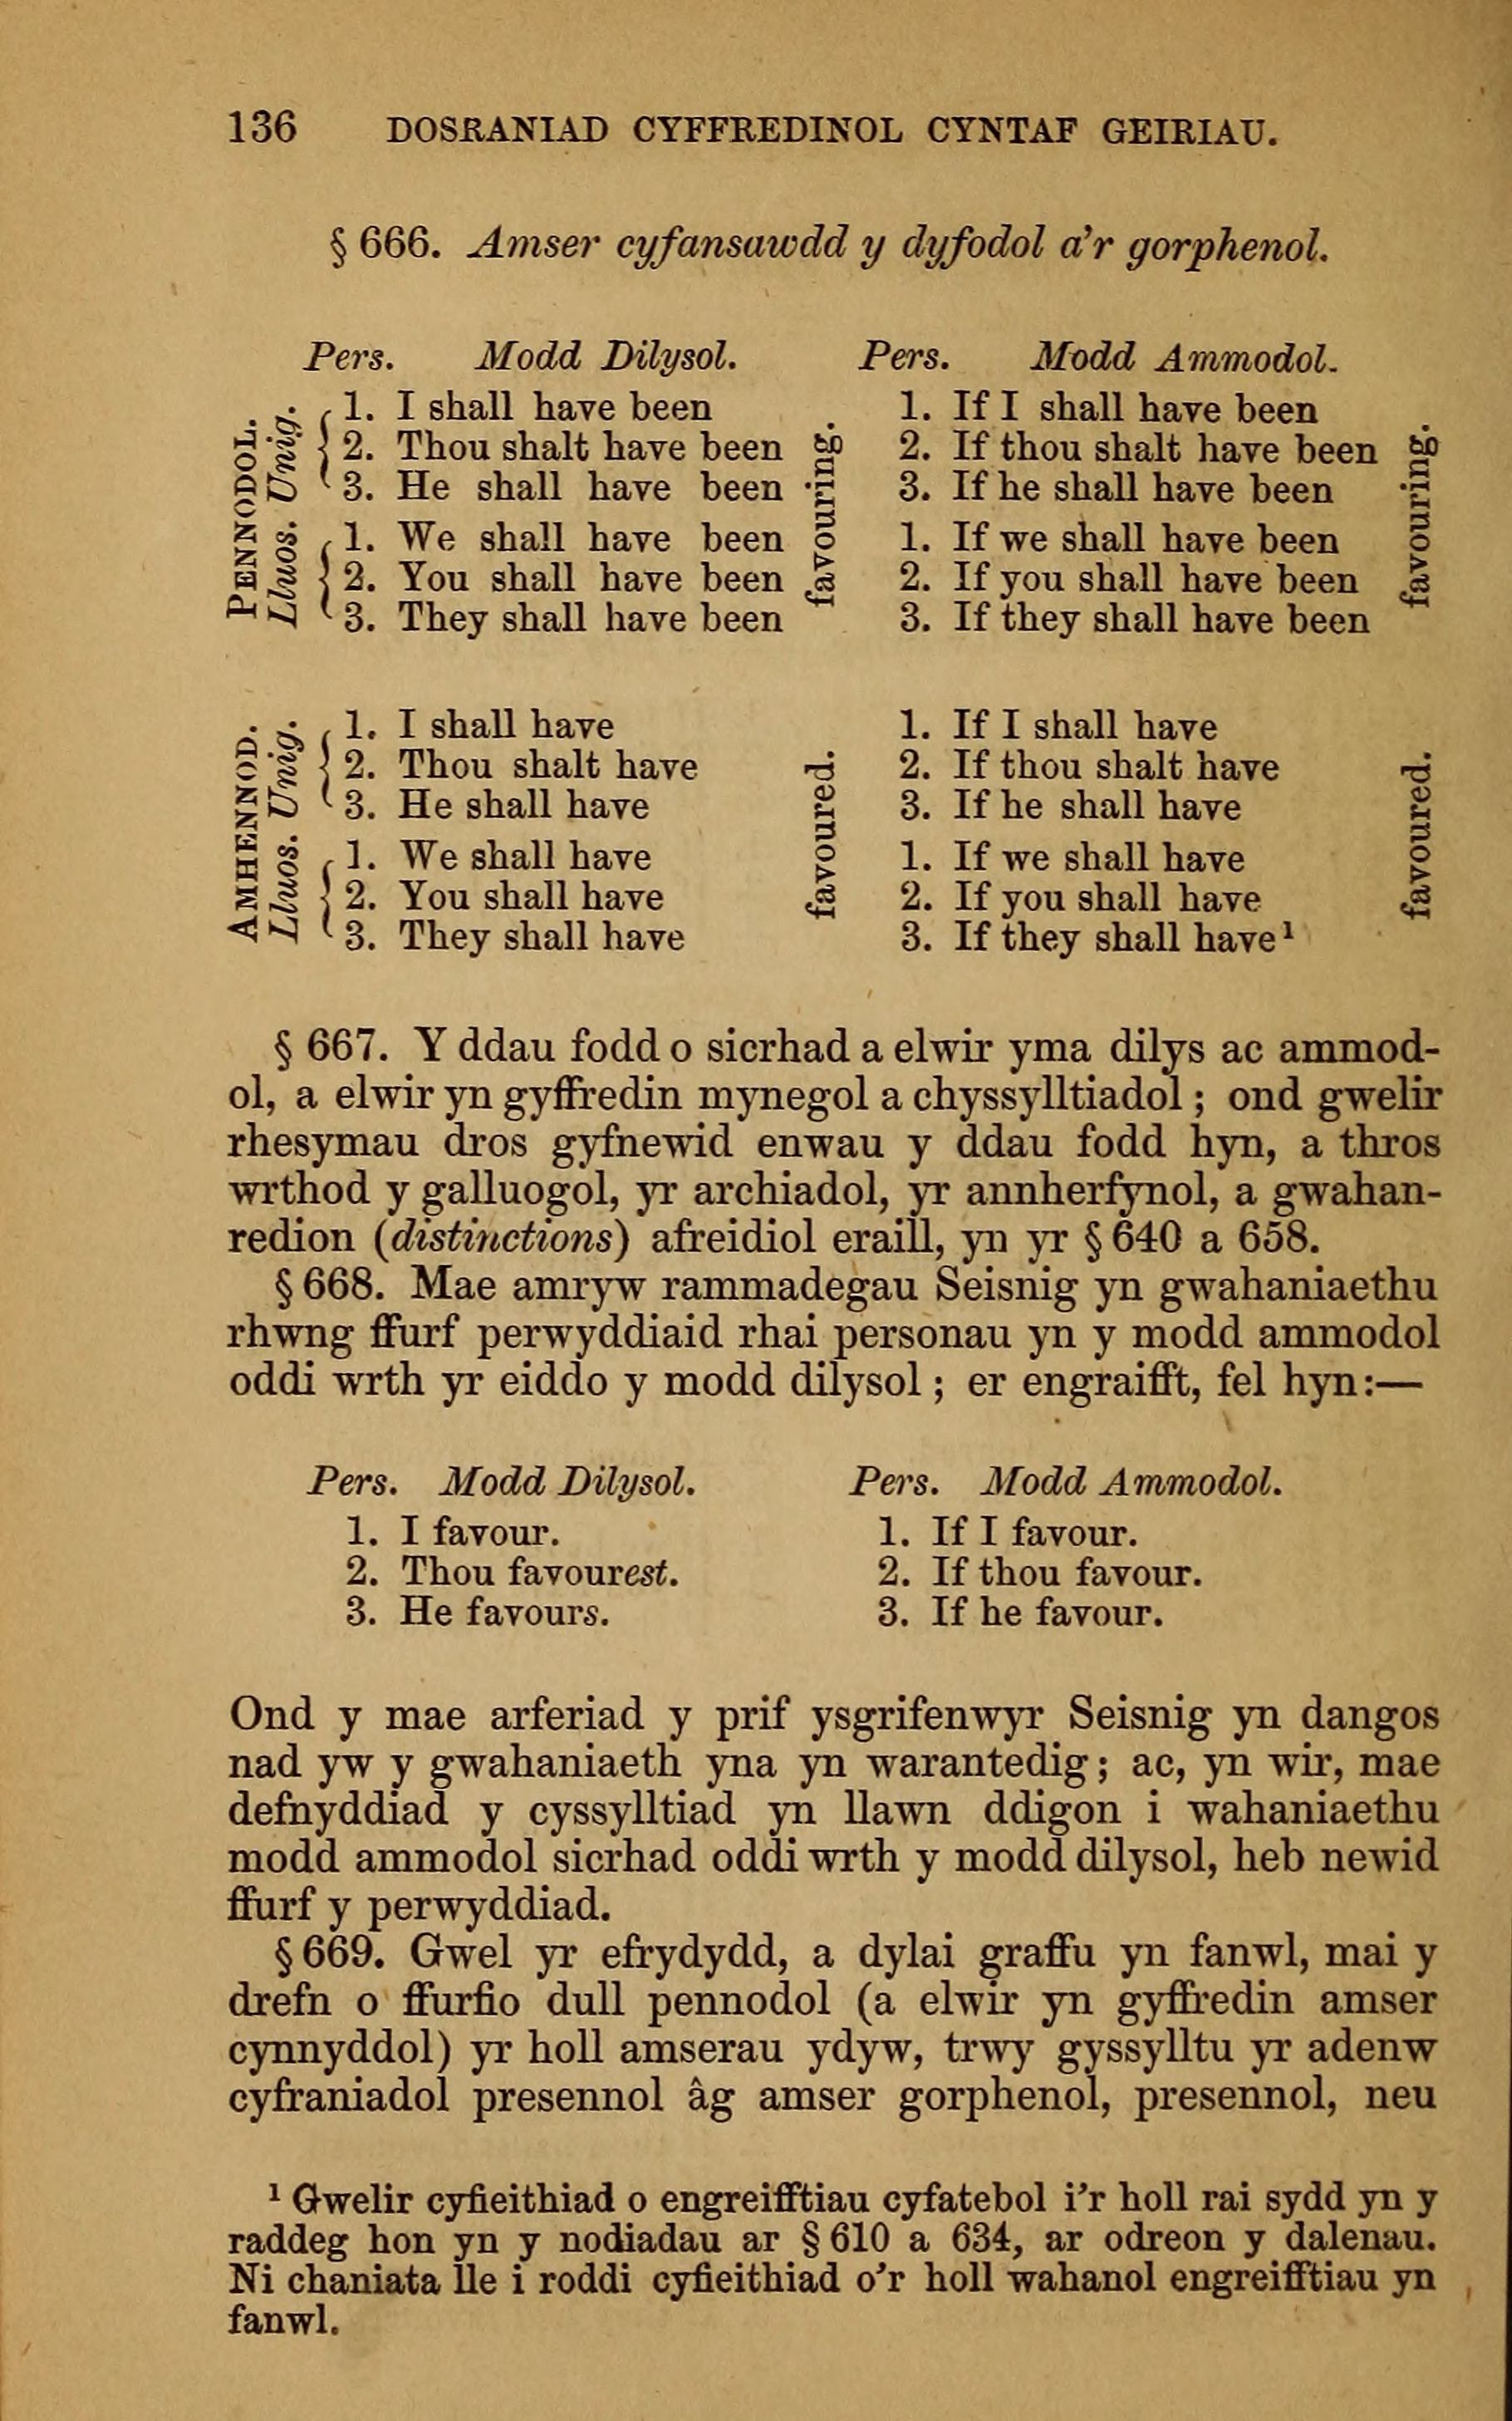 136 DOSRANIAD CYFFREDINOL CYNTAF GEIRIAU.
§ 666. Amser cyfansawdd y dyfodol a'r gorphenol.
Pers. Modd Dilysol. Pers. Modd Ammodol.
PENNODOL.
Unig.
1. I shall have been 1. If I shall have been
2. Thou shalt have been 2. If thou shalt have been
3. He shall have been 3. If he shall have been
Lluos.
1. We shall have been 1. If we shall have been
2. You shall have been 2. If you shall have been
3. They shall have been 3. If they shall have been
favouring. favouring.
AMHENNOD.
Unig.
1. I shall have 1. If I shall have
2. Thou shalt have 2. If thou shalt have
3. He shall have 3. If he shall have
Lluos.
1. We shall have 1. If we shall have
2. You shall have 2. If you shall have
3. They shall have 3. If they shall have¹
favoured. favoured.
§ 667. Y ddau fodd o sicrhad a elwir yma dilys ac ammod-
ol, a elwir yn gyffredin mynegol a chyssylltiadol; ond gwelir
rhesymau dros gyfnewid enwau y ddau fodd hyn, a thros
wrthod y galluogol, yr archiadol, yr annherfynol, a gwahan-
redion (distinctions) afreidiol eraill, yn yr § 640 a 658.
§ 668. Mae amryw rammadegau Seisnig yn gwahaniaethu
rhwng ffurf perwyddiaid rhai personau yn y modd ammodol
oddi wrth yr eiddo y modd dilysol; er engraifft, fel hyn:—
Pers. Modd Dilysol. Pers. Modd Ammodol.
1. I favour. 1. If I favour.
2. Thou favourest. 2. If thou favour.
3. He favours. 3. If he favour.
Ond y mae arferiad y prif ysgrifenwyr Seisnig yn dangos
nad yw y gwahaniaeth yna yn warantedig; ac, yn wir, mae
defnyddiad y cyssylltiad yn llawn ddigon i wahaniaethu
modd ammodol sicrhad oddi wrth y modd dilysol, heb newid
ffurf y perwyddiad.
§ 669. Gwel yr efrydydd, a dylai graffu yn fanwl, mai y
drefn o ffurfio dull pennodol (a elwir yn gyffredin amser
cynnyddol) yr holl amserau ydyw, trwy gyssylltu yr adenw
cyfraniadol presennol âg amser gorphenol, presennol, neu
¹ Gwelir cyfieithiad o engreifftiau cyfatebol i'r holl rai sydd yn y
raddeg hon yn y nodiadau ar § 610 a 634, ar odreon y dalenau.
Ni chaniata lle i roddi cyfieithiad o'r holl wahanol engreifftiau yn
fanwl.